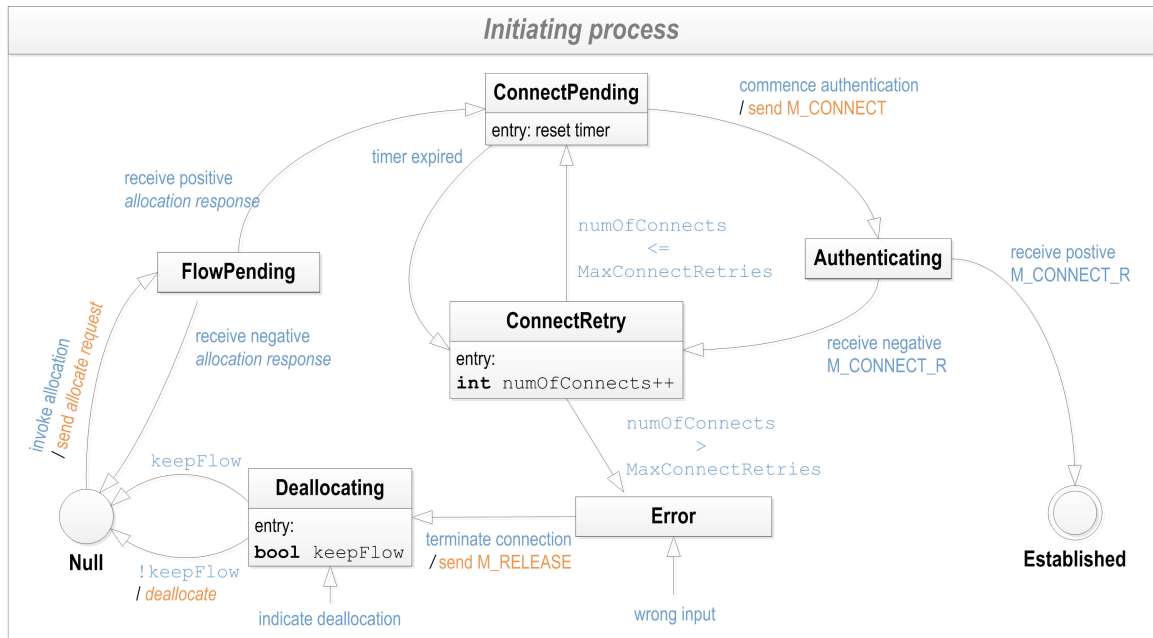 Initiating process
ConnectPending
entry: reset timer
commence authentication
/ send M_CONNECT
timer expired
receive positive
allocation response
numOfConnects
<=
MaxConnectRetries
FlowPending
Authenticating
receive postive
M_CONNECT_R
invoke allocation
/ send allocate request
receive negative
allocation response
ConnectRetry
entry:
int numOfConnects++
receive negative
M_CONNECT_R
numOfConnects
>
MaxConnectRetries
keepFlow
Deallocating
entry:
bool keepFlow
Error
terminate connection
/ send M_RELEASE
Null
Established
!keepFlow
/ deallocate
indicate deallocation
wrong input